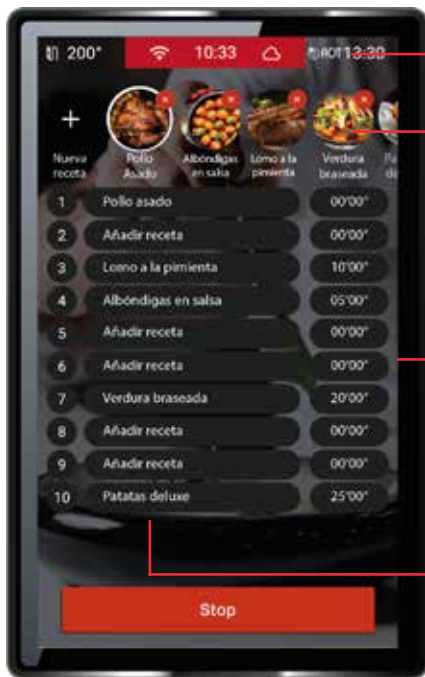 200°
10:33
13:30
+
Nueva receta
Pollo Asado
Albóndigas en salsa
Lomo a la pimienta
Verdura braseada
1 Pollo asado 00'00"
2 Añadir receta 00'00"
3 Lomo a la pimienta 10'00"
4 Albóndigas en salsa 05'00"
5 Añadir receta 00'00"
6 Añadir receta 00'00"
7 Verdura braseada 20'00"
8 Añadir receta 00'00"
9 Añadir receta 00'00"
10 Patatas deluxe 25'00"
Stop